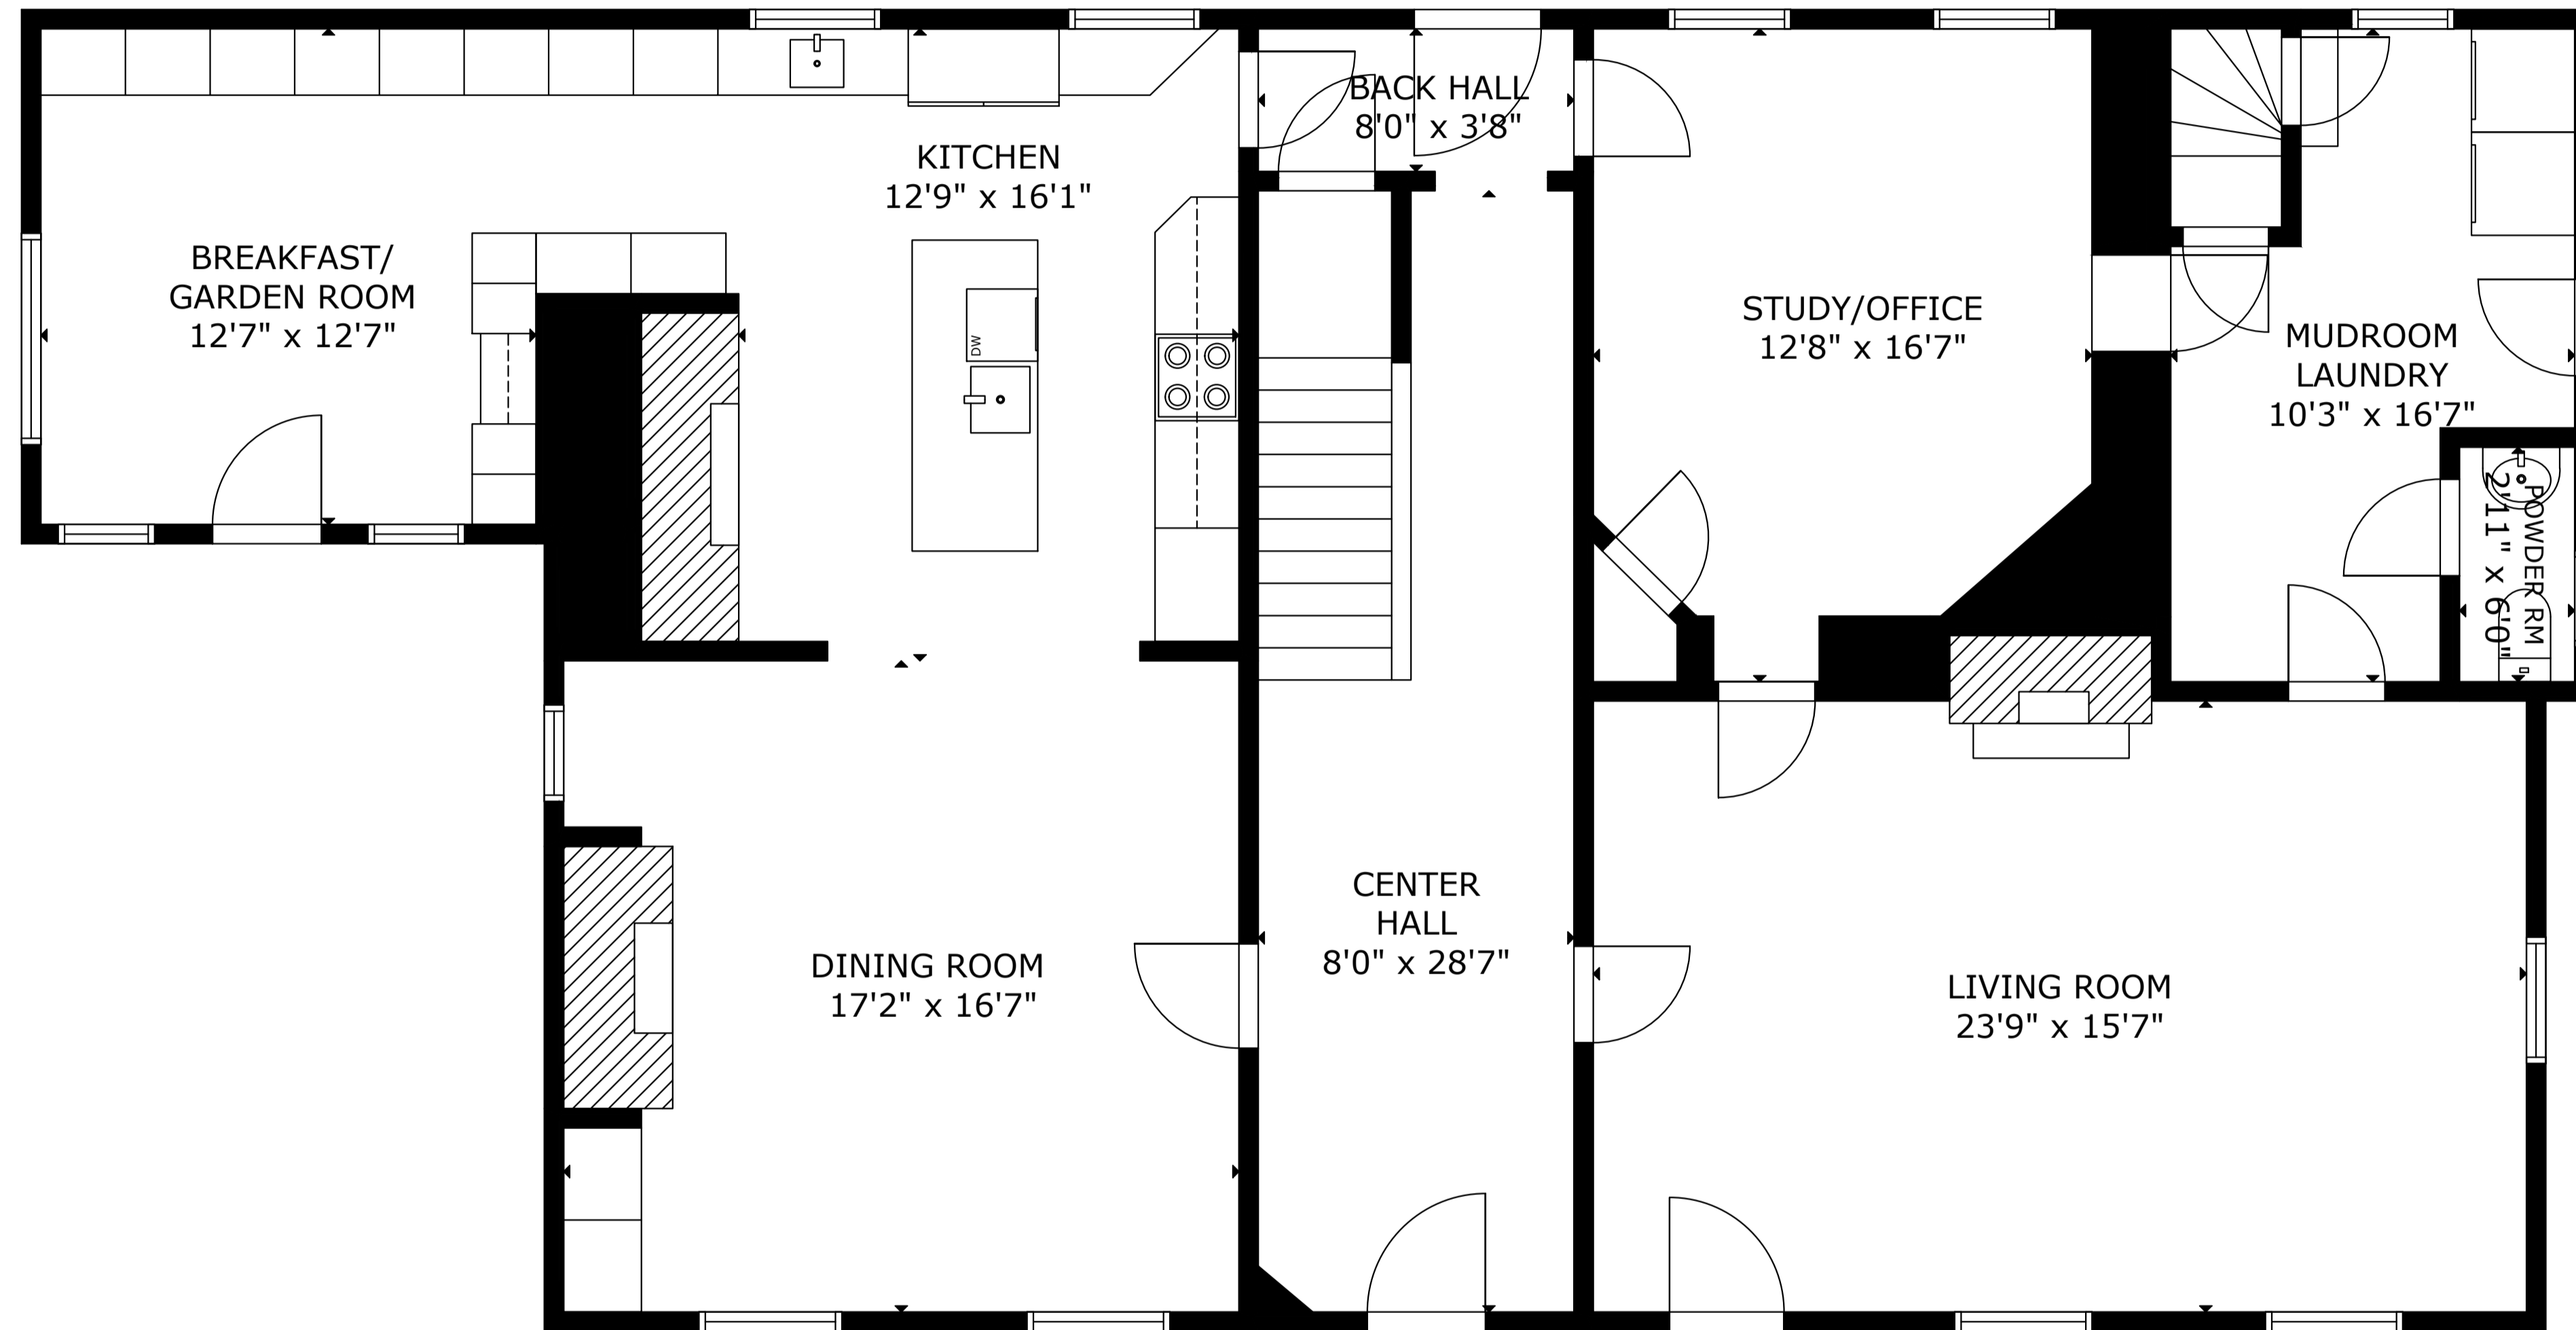 BACK HALL
8'0" x 3'8"
KITCHEN
12'9" x 16'1"
BREAKFAST/
GARDEN ROOM
12'7" x 12'7"
DW
STUDY/OFFICE
12'8" x 16'7"
MUDROOM
LAUNDRY
10'3" x 16'7"
POWDER RM
2'11" x 6'0"
CENTER
HALL
8'0" x 28'7"
DINING ROOM
17'2" x 16'7"
LIVING ROOM
23'9" x 15'7"